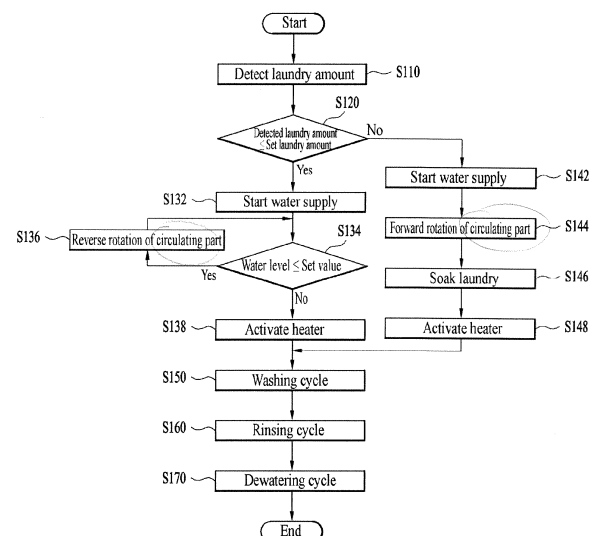 Start
Detect laundry amount
S110
S120
Detected laundry amount
≤ Set laundry amount
No
Yes
S132
Start water supply
Start water supply
S142
S136
Reverse rotation of circulating part
S134
Water level ≤ Set value
Yes
No
Forward rotation of circulating part
S144
Soak laundry
S146
S138
Activate heater
Activate heater
S148
S150
Washing cycle
S160
Rinsing cycle
S170
Dewatering cycle
End